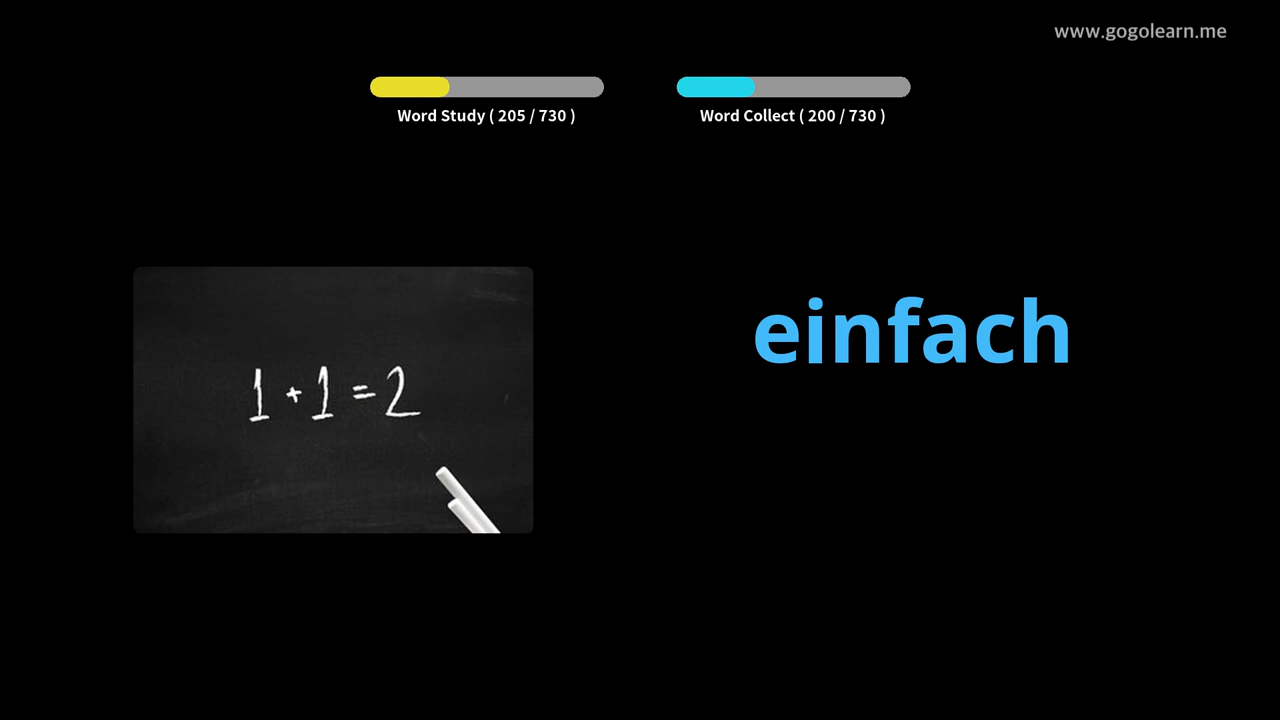 www.gogolearn.me
Word Study ( 205 / 730 )
Word Collect ( 200 / 730 )
einfach
1 + 1 = 2